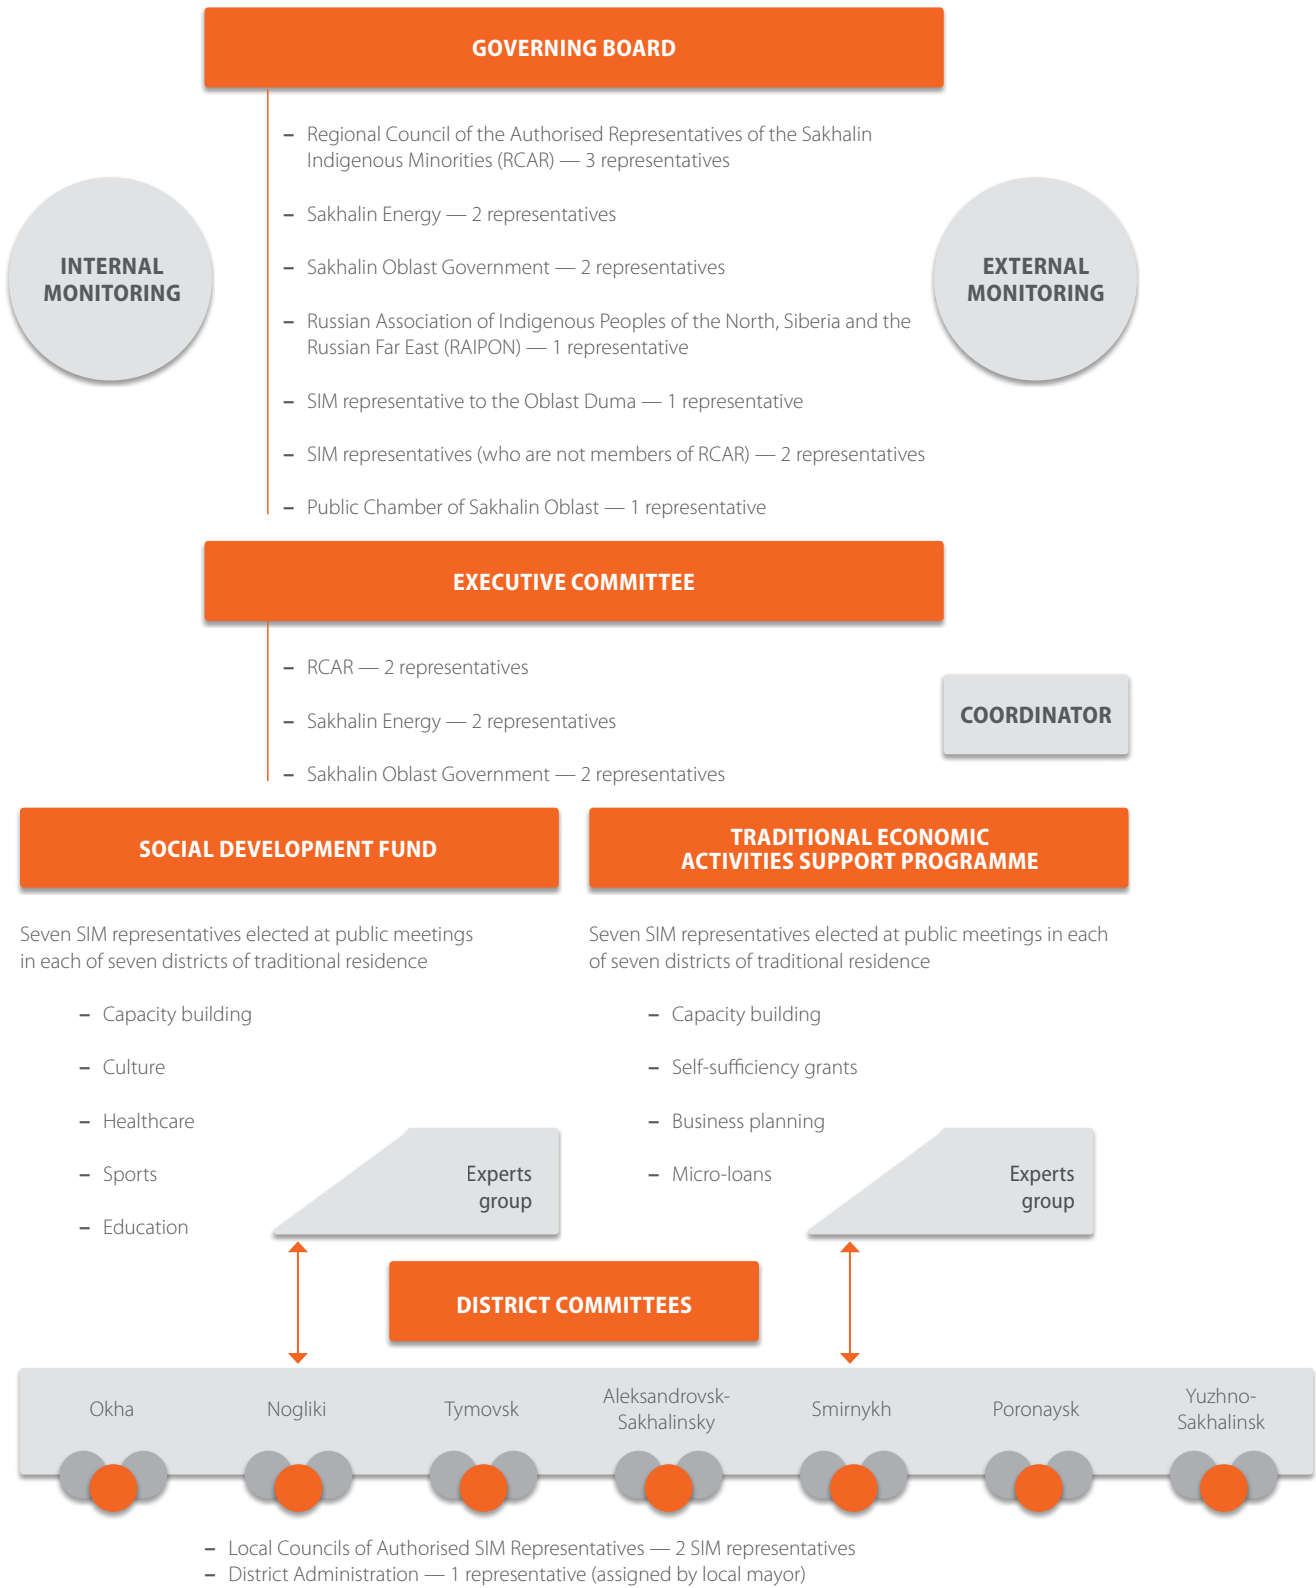 GOVERNING BOARD
– Regional Council of the Authorised Representatives of the Sakhalin
Indigenous Minorities (RCAR) — 3 representatives
– Sakhalin Energy — 2 representatives
– Sakhalin Oblast Government — 2 representatives
– Russian Association of Indigenous Peoples of the North, Siberia and the
Russian Far East (RAIPON) — 1 representative
– SIM representative to the Oblast Duma — 1 representative
– SIM representatives (who are not members of RCAR) — 2 representatives
– Public Chamber of Sakhalin Oblast — 1 representative
INTERNAL
MONITORING
EXTERNAL
MONITORING
EXECUTIVE COMMITTEE
– RCAR — 2 representatives
– Sakhalin Energy — 2 representatives
– Sakhalin Oblast Government — 2 representatives
COORDINATOR
SOCIAL DEVELOPMENT FUND
Seven SIM representatives elected at public meetings
in each of seven districts of traditional residence
– Capacity building
– Culture
– Healthcare
– Sports
– Education
Experts
group
TRADITIONAL ECONOMIC
ACTIVITIES SUPPORT PROGRAMME
Seven SIM representatives elected at public meetings in each
of seven districts of traditional residence
– Capacity building
– Self-sufficiency grants
– Business planning
– Micro-loans
Experts
group
DISTRICT COMMITTEES
Okha
Nogliki
Tymovsk
Aleksandrovsk-
Sakhalinsky
Smirnykh
Poronaysk
Yuzhno-
Sakhalinsk
– Local Councils of Authorised SIM Representatives — 2 SIM representatives
– District Administration — 1 representative (assigned by local mayor)